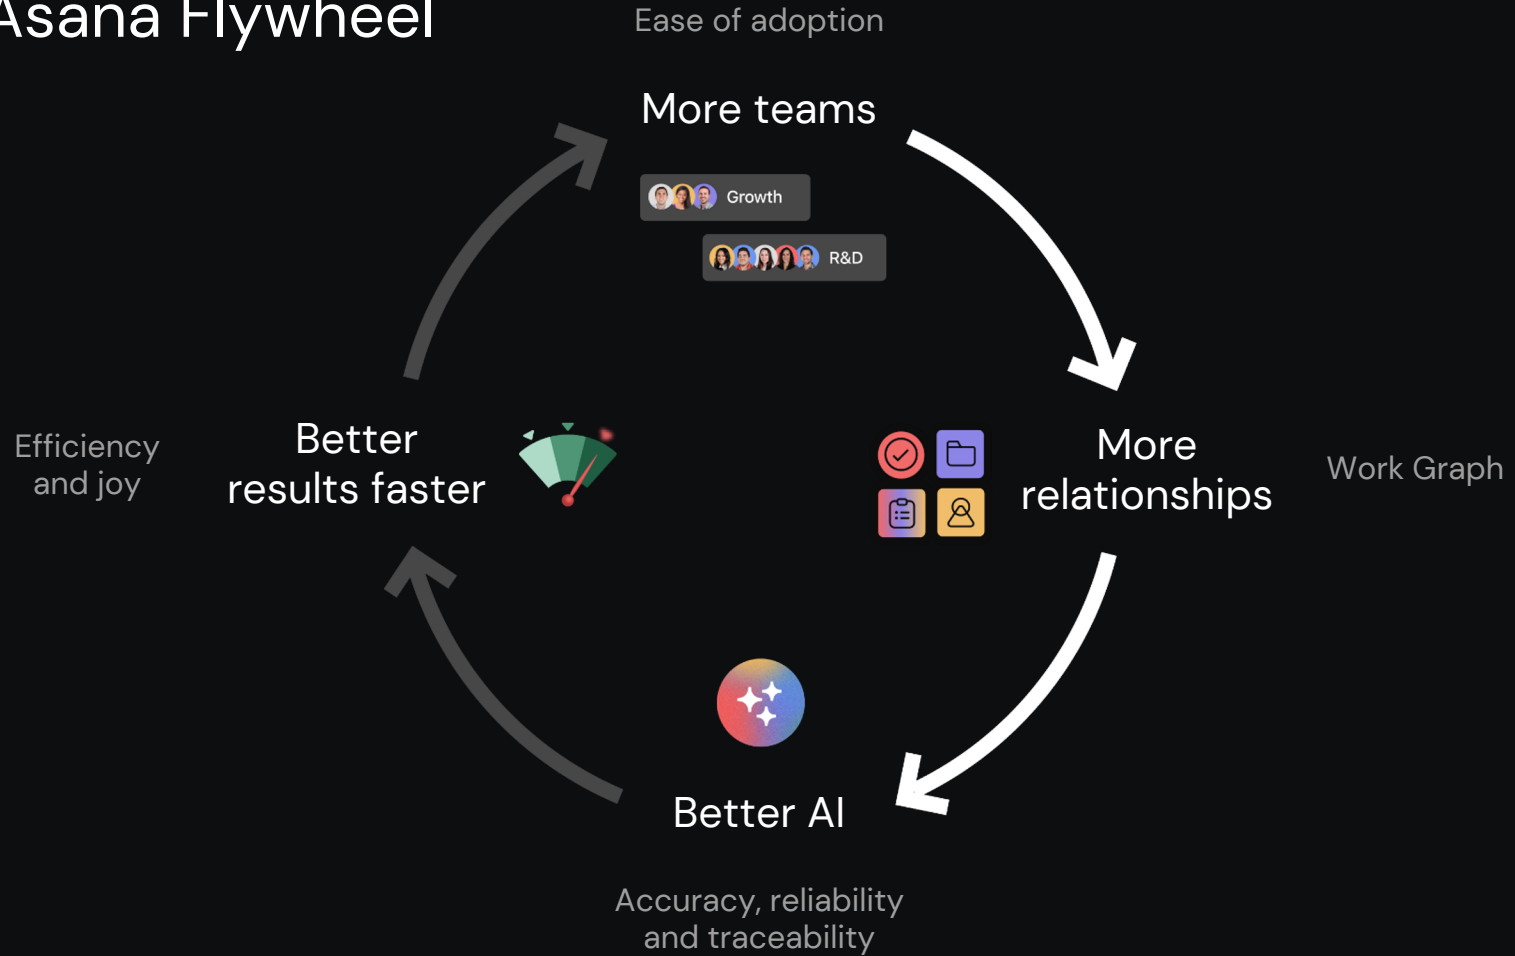 Asana Flywheel
Ease of adoption
More teams
Growth
R&D
Better
results faster
Efficiency
and joy
More
relationships
Work Graph
Better AI
Accuracy, reliability
and traceability